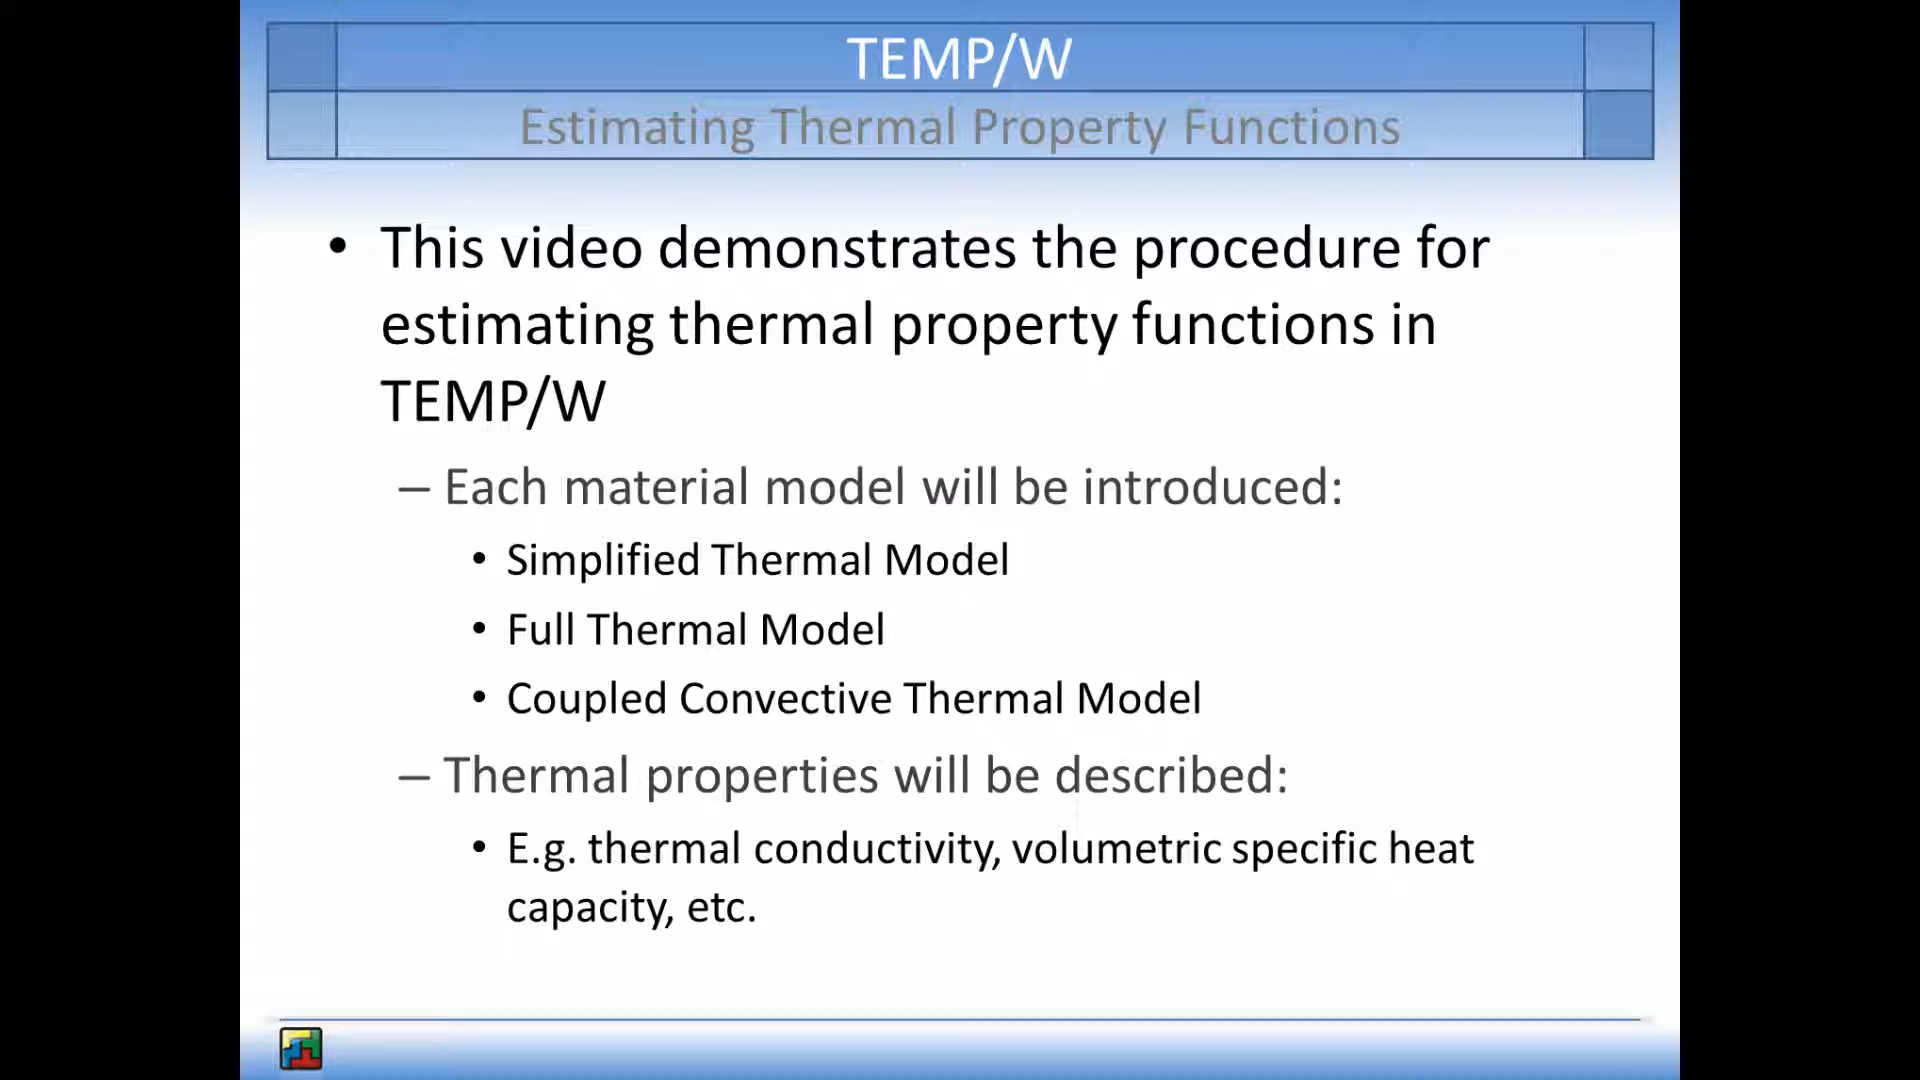 TEMP/W
Estimating Thermal Property Functions
• This video demonstrates the procedure for
estimating thermal property functions in
TEMP/W
– Each material model will be introduced:
• Simplified Thermal Model
• Full Thermal Model
• Coupled Convective Thermal Model
– Thermal properties will be described:
• E.g. thermal conductivity, volumetric specific heat
capacity, etc.